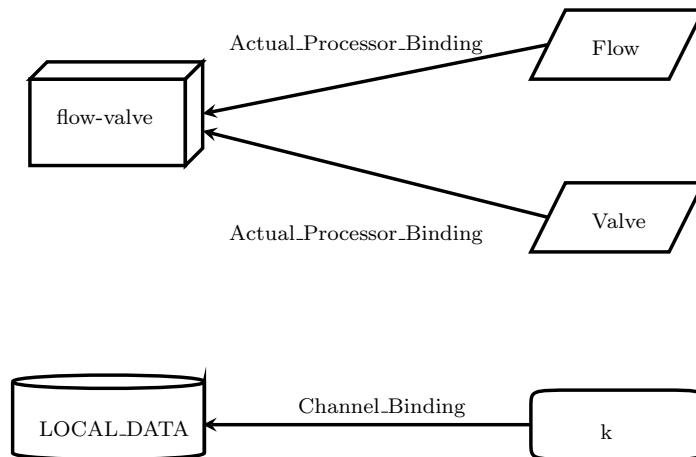 Actual_Processor_Binding
Flow
flow-valve
Valve
Actual_Processor_Binding
Channel_Binding
LOCAL_DATA
k